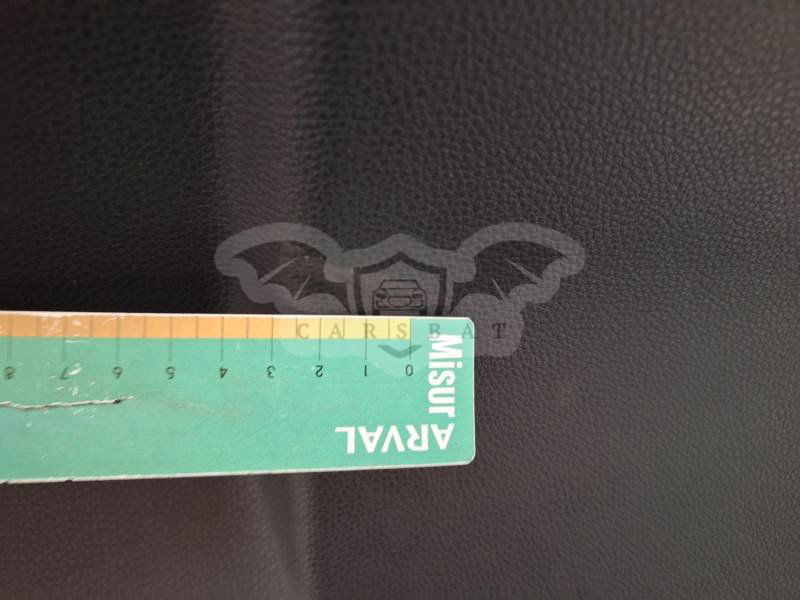 CARSBAT
8 7 6 5 4 3 2 1 0
Misur
ARVAL